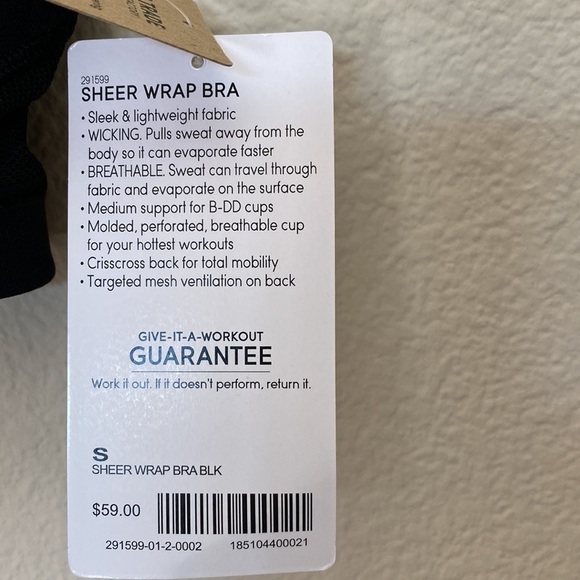 TRADE
291599
SHEER WRAP BRA
• Sleek & lightweight fabric
• WICKING. Pulls sweat away from the
body so it can evaporate faster
• BREATHABLE. Sweat can travel through
fabric and evaporate on the surface
• Medium support for B-DD cups
• Molded, perforated, breathable cup
for your hottest workouts
• Crisscross back for total mobility
• Targeted mesh ventilation on back
GIVE-IT-A-WORKOUT
GUARANTEE
Work it out. If it doesn't perform, return it.
S
SHEER WRAP BRA BLK
$59.00
291599-01-2-0002 185104400021